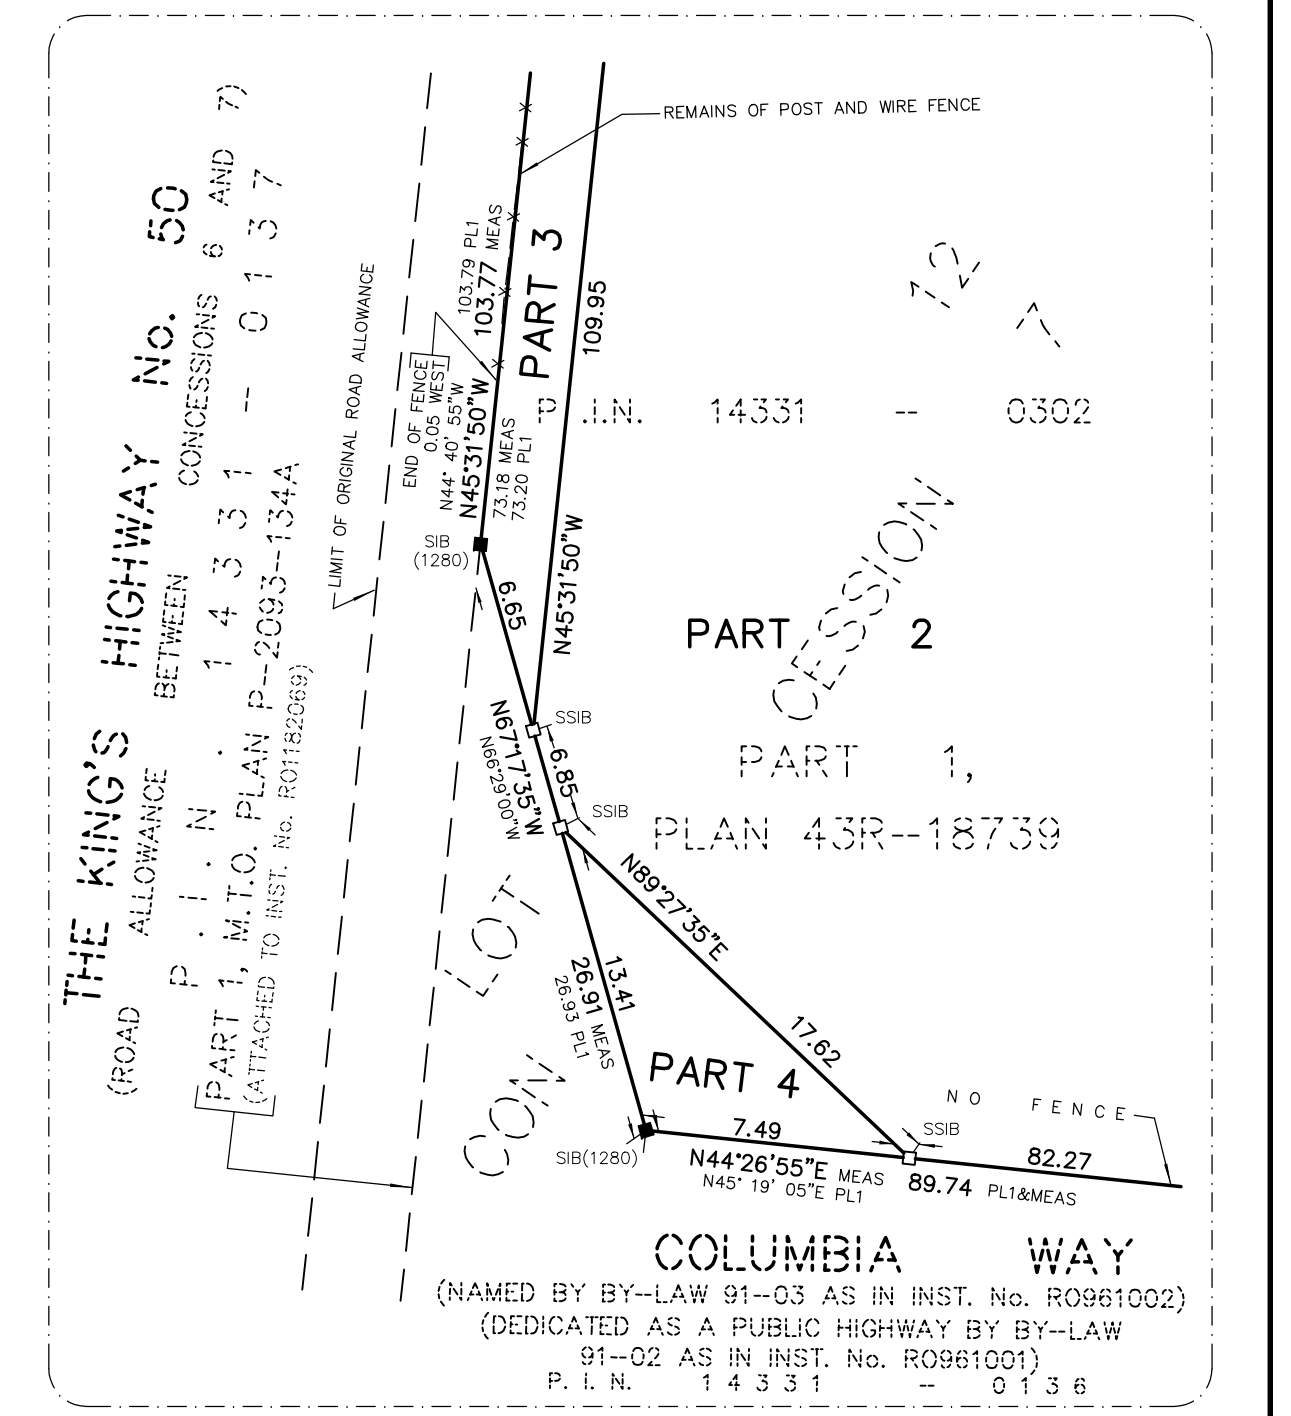 THE KING'S HIGHWAY No. 50
(ROAD ALLOWANCE BETWEEN CONCESSIONS 6 AND 7)
P.I.N. 14331 -- 0137
PART 1, M.T.O. PLAN P--2093--134A
(ATTACHED TO INST. No. RO1182069)
LIMIT OF ORIGINAL ROAD ALLOWANCE
REMAINS OF POST AND WIRE FENCE
103.79 PL1
103.77 MEAS
PART 3
109.95
END OF FENCE
0.05 WEST
N44° 40' 55"W
N45°31'50"W
73.18 MEAS
73.20 PL1
12
7
P.I.N. 14331 -- 0302
SIB
(1280)
6.65
N45°31'50"W
PART 2
CESSION
SSIB
N67°17'35"W
N66°29'00"W
6.85
SSIB
PART 1,
PLAN 43R--18739
N89°27'35"E
LOT
13.41
26.91 MEAS
26.93 PL1
17.62
CON
PART 4
NO FENCE
SIB(1280)
7.49
SSIB
82.27
N44°26'55"E MEAS
N45° 19' 05"E PL1
89.74 PL1&MEAS
COLUMBIA WAY
(NAMED BY BY--LAW 91--03 AS IN INST. No. RO961002)
(DEDICATED AS A PUBLIC HIGHWAY BY BY--LAW
91--02 AS IN INST. No. RO961001)
P.I.N. 14331 -- 0136